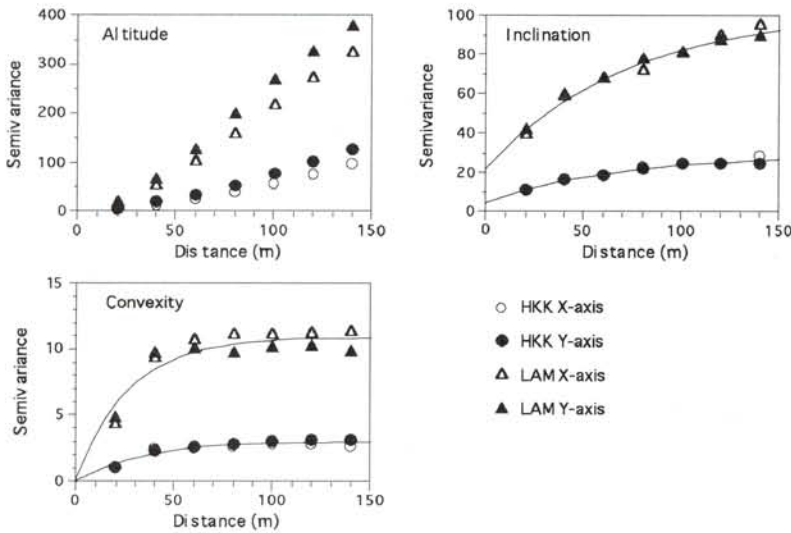 Altitude
400
300
200
100
0
Semivariance
0 50 100 150
Distance (m)
Inclination
100
80
60
40
20
0
Semivariance
0 50 100 150
Distance (m)
Convexity
15
10
5
0
Semivariance
0 50 100 150
Distance (m)
HKK X-axis
HKK Y-axis
LAM X-axis
LAM Y-axis